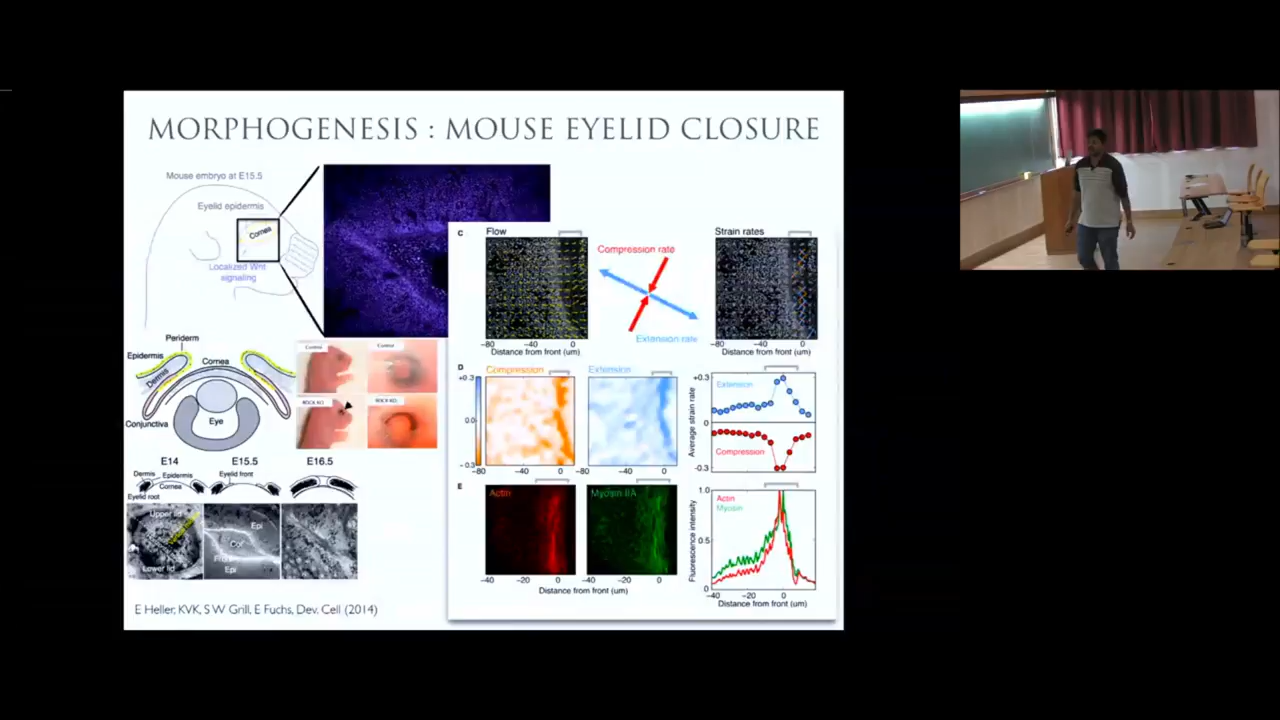 MORPHOGENESIS : MOUSE EYELID CLOSURE
Mouse embryo at E15.5
Eyelid epidermis
Cornea
Localized Wnt
signaling
Periderm
Epidermis
Cornea
Dermis
Conjunctiva
Eye
Control
Control
ROCK KO
ROCK KO
E14
E15.5
E16.5
Dermis
Epidermis
Cornea
Eyelid front
Eyelid root
Upper lid
Lower lid
Epi
Cor
Epi
E Heller, KVK, S W Grill, E Fuchs, Dev. Cell (2014)
C
Flow
−80
−40
0
Distance from front (um)
Compression rate
Extension rate
Strain rates
−80
−40
0
Distance from front (um)
D
+0.3
0.0
−0.3
Compression
−80
−40
0
Extension
−40
0
Average strain rate
+0.3
0
−0.3
Extension
Compression
E
Actin
−40
−20
0
Myosin IIA
−40
−20
0
Distance from front (um)
Fluorescence intensity
1.0
0.5
0
Actin
Myosin
−40
−20
0
Distance from front (um)